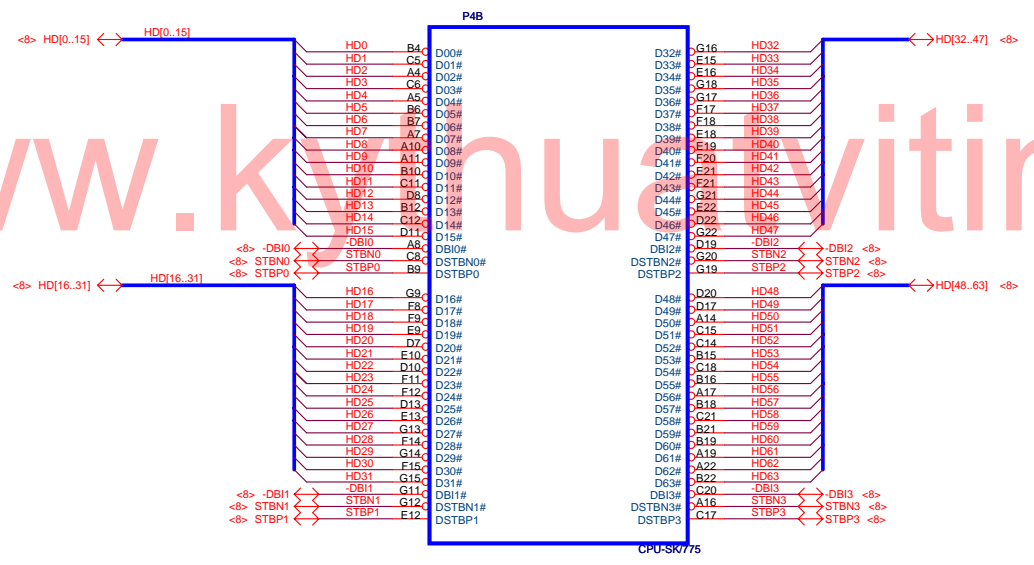 P4B
<8> HD[0..15] HD[0..15]
HD[32..47] <8>
HD0 B4 D00# D32# G16 HD32
HD1 C5 D01# D33# E15 HD33
HD2 A4 D02# D34# E16 HD34
HD3 C6 D03# D35# G18 HD35
HD4 A5 D04# D36# G17 HD36
HD5 B6 D05# D37# F17 HD37
HD6 B7 D06# D38# F18 HD38
HD7 A7 D07# D39# E18 HD39
HD8 A10 D08# D40# E19 HD40
HD9 A11 D09# D41# F20 HD41
HD10 B10 D10# D42# E21 HD42
HD11 C11 D11# D43# F21 HD43
HD12 D8 D12# D44# G21 HD44
HD13 B12 D13# D45# E22 HD45
HD14 C12 D14# D46# D22 HD46
HD15 D11 D15# D47# G22 HD47
<8> -DBI0 -DBI0 A8 DBI0# DBI2# D19 -DBI2 -DBI2 <8>
<8> STBN0 STBN0 C8 DSTBN0# DSTBN2# G20 STBN2 STBN2 <8>
<8> STBP0 STBP0 B9 DSTBP0 DSTBP2 G19 STBP2 STBP2 <8>
<8> HD[16..31] HD[16..31]
HD[48..63] <8>
HD16 G9 D16# D48# D20 HD48
HD17 F8 D17# D49# D17 HD49
HD18 F9 D18# D50# A14 HD50
HD19 E9 D19# D51# C15 HD51
HD20 D7 D20# D52# C14 HD52
HD21 E10 D21# D53# B15 HD53
HD22 D10 D22# D54# C18 HD54
HD23 F11 D23# D55# B16 HD55
HD24 F12 D24# D56# A17 HD56
HD25 D13 D25# D57# B18 HD57
HD26 E13 D26# D58# C21 HD58
HD27 G13 D27# D59# B21 HD59
HD28 F14 D28# D60# B19 HD60
HD29 G14 D29# D61# A19 HD61
HD30 F15 D30# D62# A22 HD62
HD31 G15 D31# D63# B22 HD63
<8> -DBI1 -DBI1 G11 DBI1# DBI3# C20 -DBI3 -DBI3 <8>
<8> STBN1 STBN1 G12 DSTBN1# DSTBN3# A16 STBN3 STBN3 <8>
<8> STBP1 STBP1 E12 DSTBP1 DSTBP3 C17 STBP3 STBP3 <8>
CPU-SK/775
w.kythuatvitin